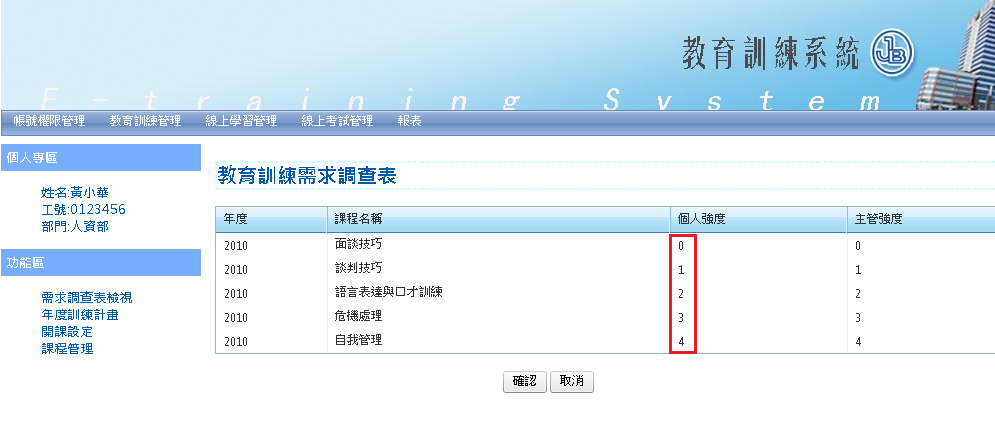 教育訓練系統 JB
E-training System
帳號權限管理 教育訓練管理 線上學習管理 線上考試管理 報表
個人專區
姓名:黃小華
工號:0123456
部門:人資部
功能區
需求調查表檢視
年度訓練計畫
開課設定
課程管理
教育訓練需求調查表
年度 課程名稱 個人強度 主管強度
2010 面談技巧 0 0
2010 談判技巧 1 1
2010 語言表達與口才訓練 2 2
2010 危機處理 3 3
2010 自我管理 4 4
確認 取消